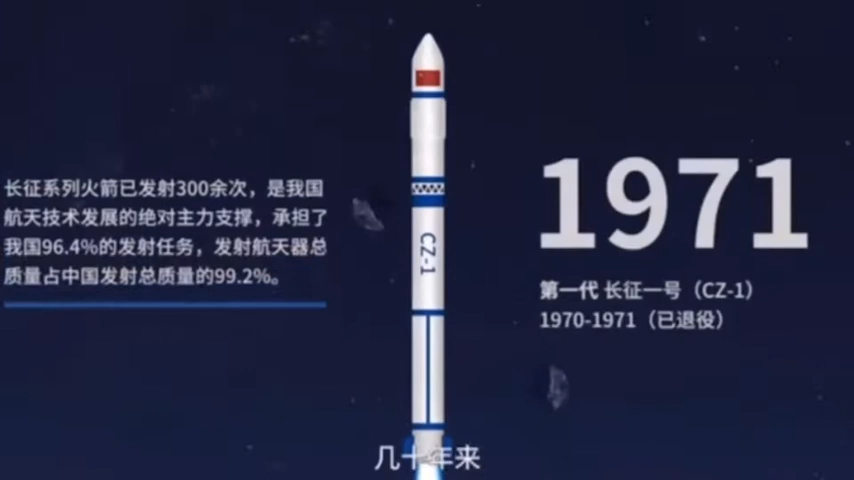 长征系列火箭已发射300余次，是我国
航天技术发展的绝对主力支撑，承担了
我国96.4%的发射任务，发射航天器总
质量占中国发射总质量的99.2%。
CZ-1
1971
第一代 长征一号（CZ-1）
1970-1971（已退役）
几十年来